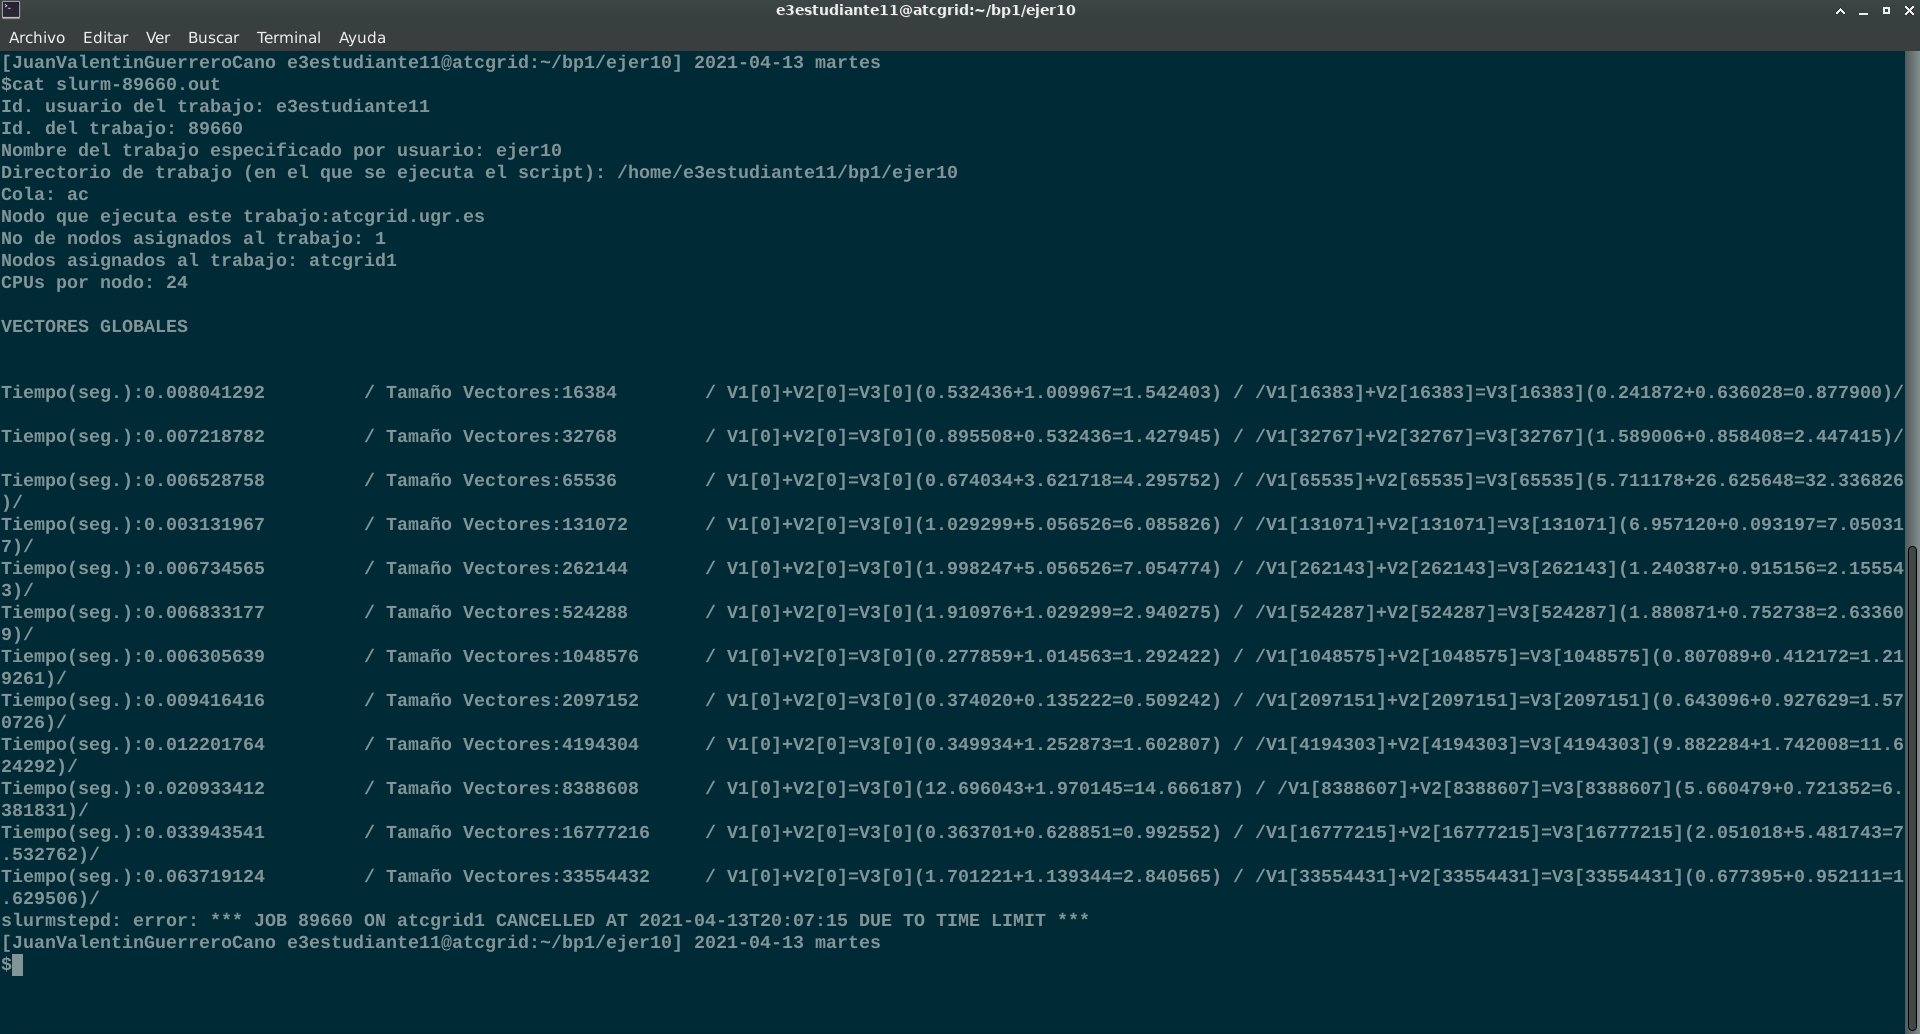 e3estudiante11@atcgrid:~/bp1/ejer10
Archivo Editar Ver Buscar Terminal Ayuda
[JuanValentinGuerreroCano e3estudiante11@atcgrid:~/bp1/ejer10] 2021-04-13 martes
$cat slurm-89660.out
Id. usuario del trabajo: e3estudiante11
Id. del trabajo: 89660
Nombre del trabajo especificado por usuario: ejer10
Directorio de trabajo (en el que se ejecuta el script): /home/e3estudiante11/bp1/ejer10
Cola: ac
Nodo que ejecuta este trabajo:atcgrid.ugr.es
No de nodos asignados al trabajo: 1
Nodos asignados al trabajo: atcgrid1
CPUs por nodo: 24
VECTORES GLOBALES
Tiempo(seg.):0.008041292 / Tamaño Vectores:16384 / V1[0]+V2[0]=V3[0](0.532436+1.009967=1.542403) / /V1[16383]+V2[16383]=V3[16383](0.241872+0.636028=0.877900)/
Tiempo(seg.):0.007218782 / Tamaño Vectores:32768 / V1[0]+V2[0]=V3[0](0.895508+0.532436=1.427945) / /V1[32767]+V2[32767]=V3[32767](1.589006+0.858408=2.447415)/
Tiempo(seg.):0.006528758 / Tamaño Vectores:65536 / V1[0]+V2[0]=V3[0](0.674034+3.621718=4.295752) / /V1[65535]+V2[65535]=V3[65535](5.711178+26.625648=32.336826
)/
Tiempo(seg.):0.003131967 / Tamaño Vectores:131072 / V1[0]+V2[0]=V3[0](1.029299+5.056526=6.085826) / /V1[131071]+V2[131071]=V3[131071](6.957120+0.093197=7.05031
7)/
Tiempo(seg.):0.006734565 / Tamaño Vectores:262144 / V1[0]+V2[0]=V3[0](1.998247+5.056526=7.054774) / /V1[262143]+V2[262143]=V3[262143](1.240387+0.915156=2.15554
3)/
Tiempo(seg.):0.006833177 / Tamaño Vectores:524288 / V1[0]+V2[0]=V3[0](1.910976+1.029299=2.940275) / /V1[524287]+V2[524287]=V3[524287](1.880871+0.752738=2.63360
9)/
Tiempo(seg.):0.006305639 / Tamaño Vectores:1048576 / V1[0]+V2[0]=V3[0](0.277859+1.014563=1.292422) / /V1[1048575]+V2[1048575]=V3[1048575](0.807089+0.412172=1.21
9261)/
Tiempo(seg.):0.009416416 / Tamaño Vectores:2097152 / V1[0]+V2[0]=V3[0](0.374020+0.135222=0.509242) / /V1[2097151]+V2[2097151]=V3[2097151](0.643096+0.927629=1.57
0726)/
Tiempo(seg.):0.012201764 / Tamaño Vectores:4194304 / V1[0]+V2[0]=V3[0](0.349934+1.252873=1.602807) / /V1[4194303]+V2[4194303]=V3[4194303](9.882284+1.742008=11.6
24292)/
Tiempo(seg.):0.020933412 / Tamaño Vectores:8388608 / V1[0]+V2[0]=V3[0](12.696043+1.970145=14.666187) / /V1[8388607]+V2[8388607]=V3[8388607](5.660479+0.721352=6.
381831)/
Tiempo(seg.):0.033943541 / Tamaño Vectores:16777216 / V1[0]+V2[0]=V3[0](0.363701+0.628851=0.992552) / /V1[16777215]+V2[16777215]=V3[16777215](2.051018+5.481743=7
.532762)/
Tiempo(seg.):0.063719124 / Tamaño Vectores:33554432 / V1[0]+V2[0]=V3[0](1.701221+1.139344=2.840565) / /V1[33554431]+V2[33554431]=V3[33554431](0.677395+0.952111=1
.629506)/
slurmstepd: error: *** JOB 89660 ON atcgrid1 CANCELLED AT 2021-04-13T20:07:15 DUE TO TIME LIMIT ***
[JuanValentinGuerreroCano e3estudiante11@atcgrid:~/bp1/ejer10] 2021-04-13 martes
$